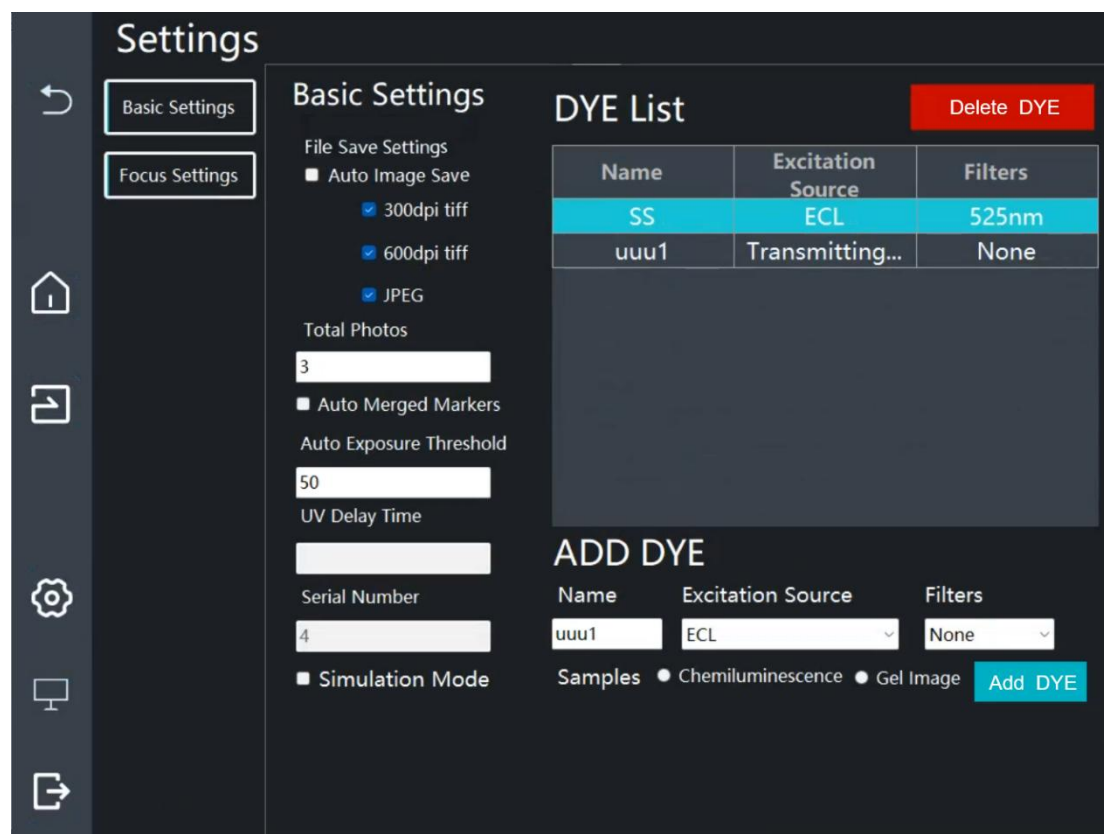 Settings
Basic Settings
Focus Settings
Basic Settings
File Save Settings
Auto Image Save
300dpi tiff
600dpi tiff
JPEG
Total Photos
3
Auto Merged Markers
Auto Exposure Threshold
50
UV Delay Time
Serial Number
4
Simulation Mode
DYE List
Delete DYE
Name Excitation Source Filters
SS ECL 525nm
uuu1 Transmitting... None
ADD DYE
Name Excitation Source Filters
uuu1 ECL None
Samples Chemiluminescence Gel Image Add DYE